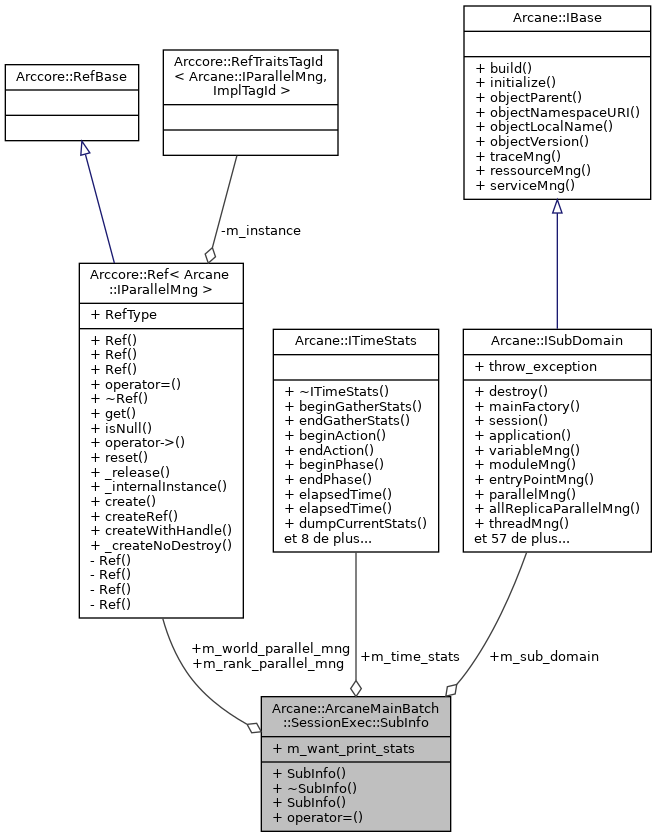 Arcane::IBase
+ build()
+ initialize()
+ objectParent()
+ objectNamespaceURI()
+ objectLocalName()
+ objectVersion()
+ traceMng()
+ ressourceMng()
+ serviceMng()
Arccore::RefTraitsTagId
< Arcane::IParallelMng,
ImplTagId >
Arccore::RefBase
-m_instance
Arccore::Ref< Arcane
::IParallelMng >
+ RefType
+ Ref()
+ Ref()
+ Ref()
+ operator=()
+ ~Ref()
+ get()
+ isNull()
+ operator->()
+ reset()
+ _release()
+ _internalInstance()
+ create()
+ createRef()
+ createWithHandle()
+ _createNoDestroy()
- Ref()
- Ref()
- Ref()
- Ref()
Arcane::ITimeStats
+ ~ITimeStats()
+ beginGatherStats()
+ endGatherStats()
+ beginAction()
+ endAction()
+ beginPhase()
+ endPhase()
+ elapsedTime()
+ elapsedTime()
+ dumpCurrentStats()
et 8 de plus...
Arcane::ISubDomain
+ throw_exception
+ destroy()
+ mainFactory()
+ session()
+ application()
+ variableMng()
+ moduleMng()
+ entryPointMng()
+ parallelMng()
+ allReplicaParallelMng()
+ threadMng()
et 57 de plus...
+m_world_parallel_mng
+m_rank_parallel_mng
+m_time_stats
+m_sub_domain
Arcane::ArcaneMainBatch
::SessionExec::SubInfo
+ m_want_print_stats
+ SubInfo()
+ ~SubInfo()
+ SubInfo()
+ operator=()